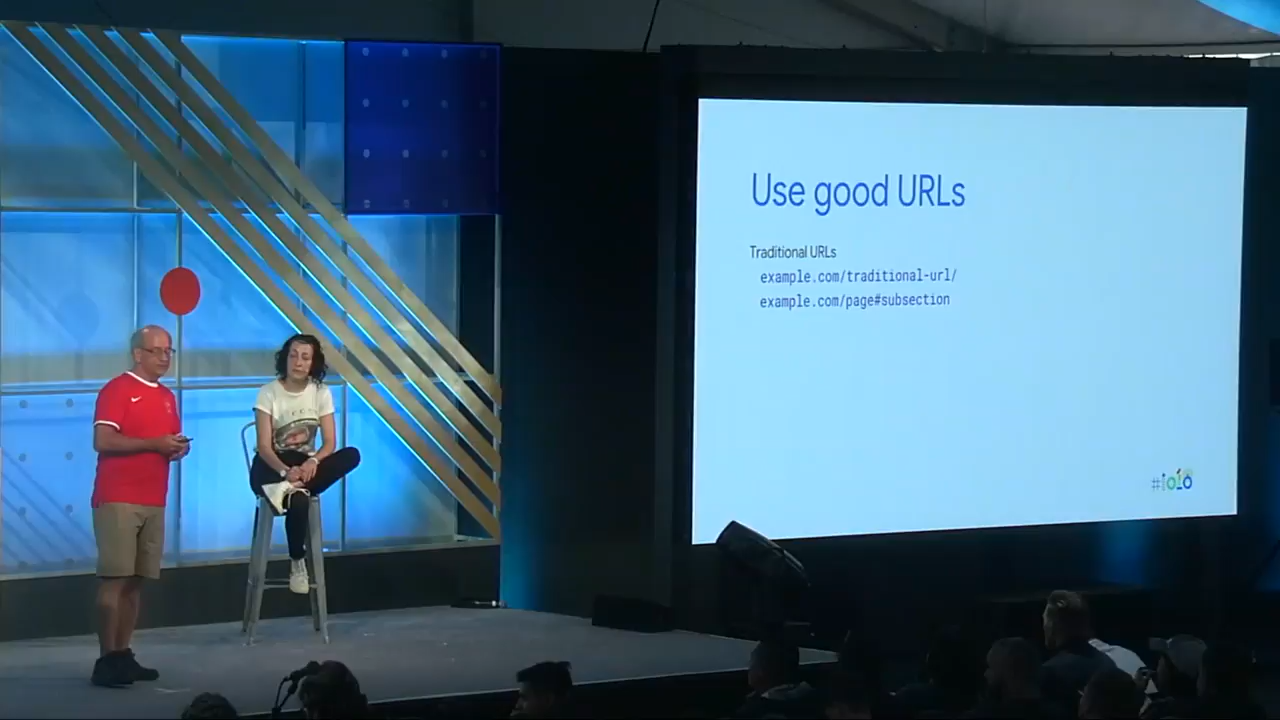 Use good URLs
Traditional URLs
example.com/traditional-url/
example.com/page#subsection
#io18